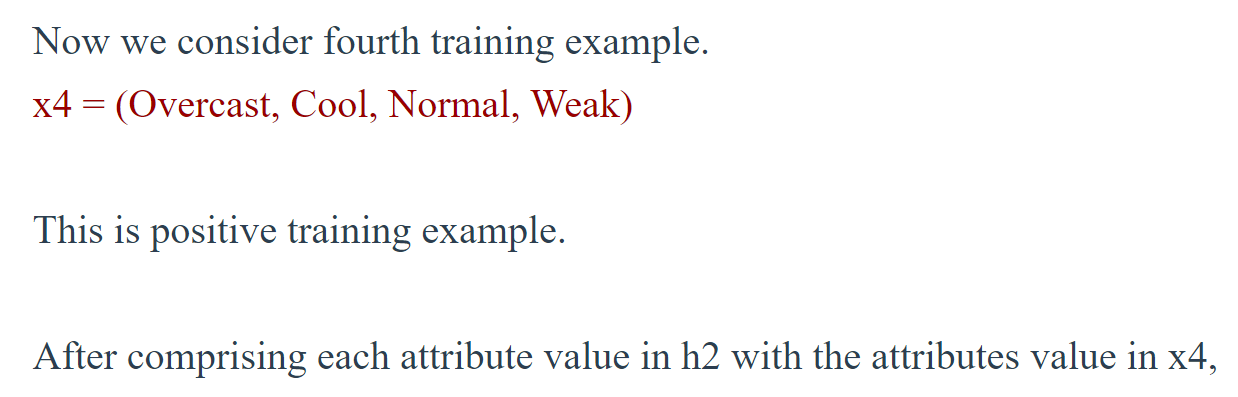 Now we consider fourth training example.
x4 = (Overcast, Cool, Normal, Weak)
This is positive training example.
After comprising each attribute value in h2 with the attributes value in x4,